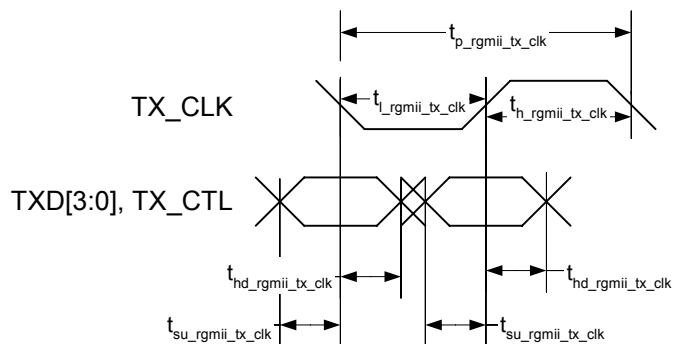 t_p_rgmii_tx_clk
TX_CLK
t_l_rgmii_tx_clk
t_h_rgmii_tx_clk
TXD[3:0], TX_CTL
t_hd_rgmii_tx_clk
t_hd_rgmii_tx_clk
t_su_rgmii_tx_clk
t_su_rgmii_tx_clk